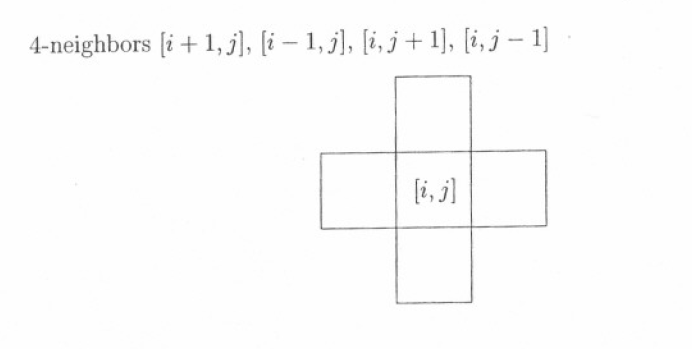 4-neighbors [i + 1, j], [i − 1, j], [i, j + 1], [i, j − 1]
[i, j]